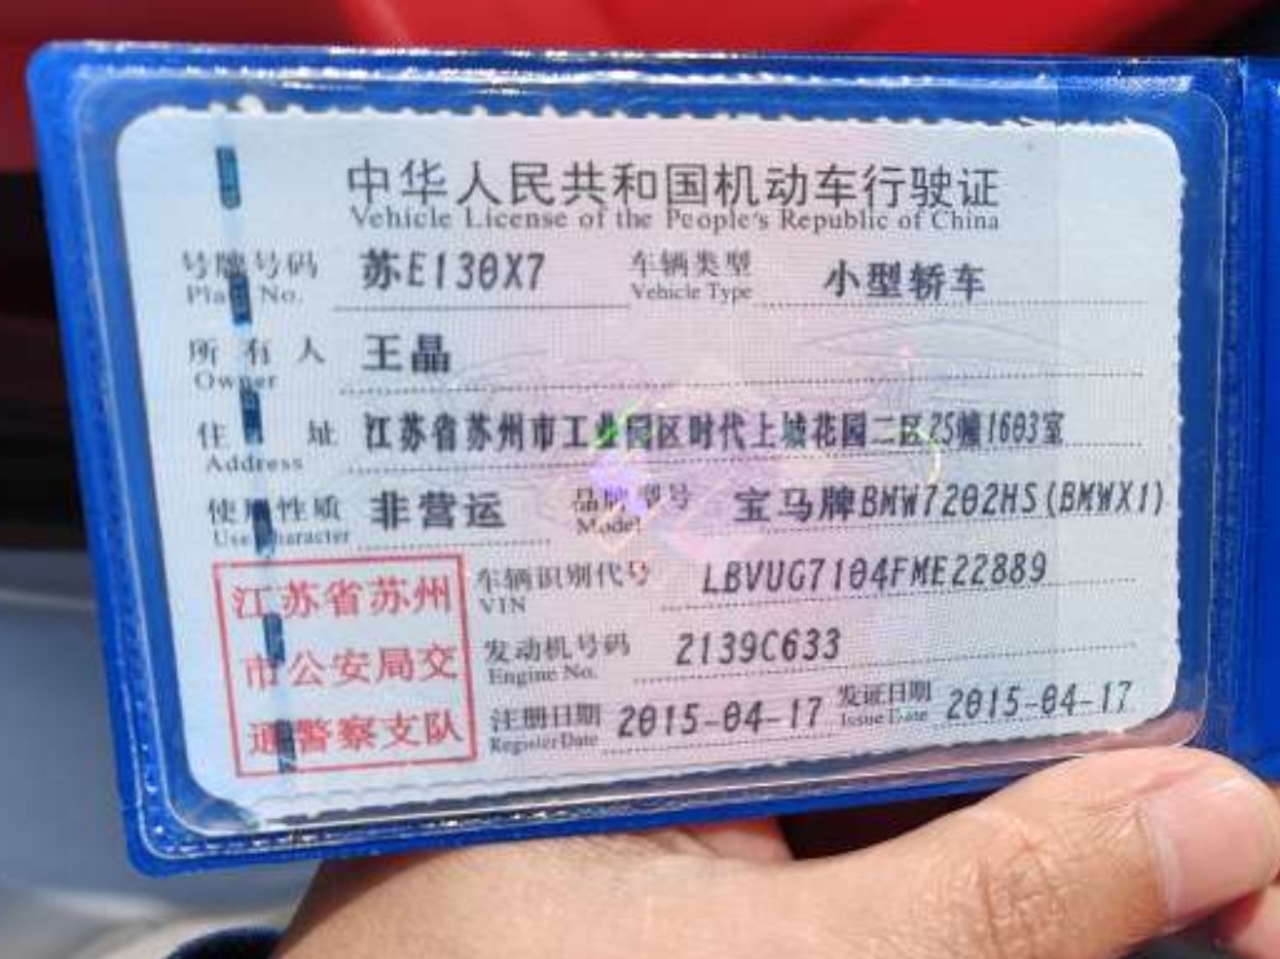 中华人民共和国机动车行驶证
Vehicle License of the People's Republic of China
号牌号码 苏E130X7 车辆类型 小型轿车
Plate No. Vehicle Type
所有人 王晶
Owner
住址 江苏省苏州市工业园区时代上城花园二区25幢1603室
Address
使用性质 非营运 品牌型号 宝马牌BMW7202HS(BMWX1)
Use Character Model
车辆识别代号 LBVUG7104FME22889
VIN
发动机号码 2139C633
Engine No.
注册日期 2015-04-17 发证日期 2015-04-17
Register Date Issue Date
江苏省苏州
市公安局交
通警察支队